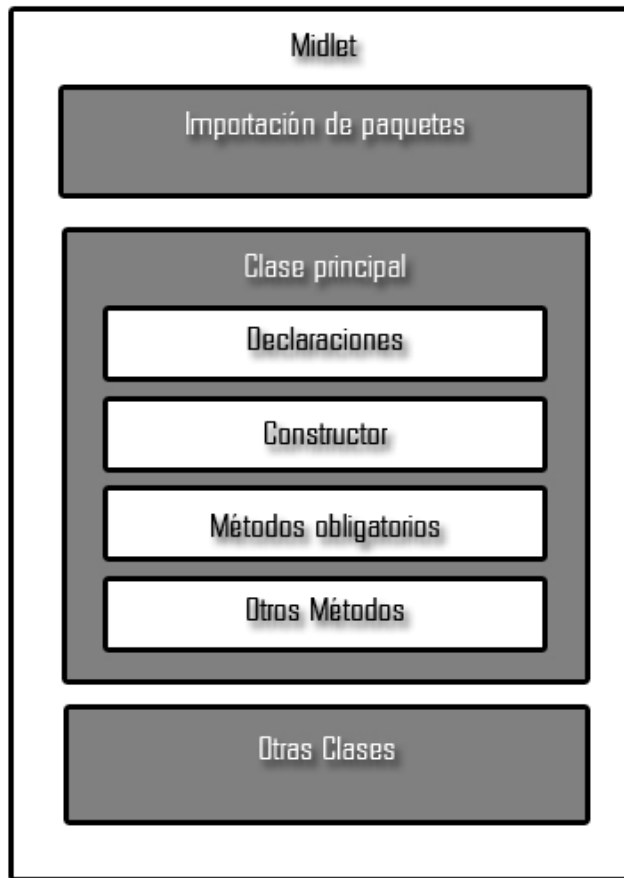 Midlet
Importación de paquetes
Clase principal
Declaraciones
Constructor
Métodos obligatorios
Otros Métodos
Otras Clases